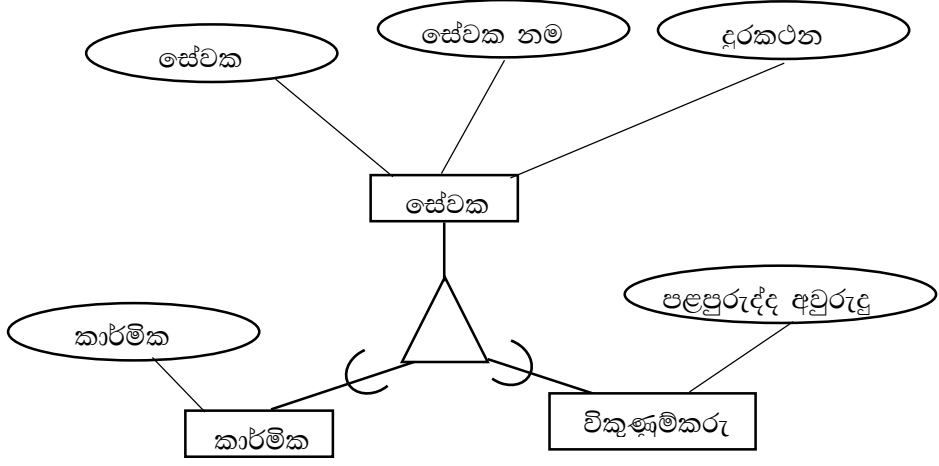 සේවක
සේවක නම
දුරකථන
සේවක
පළපුරුද්ද අවුරුදු
කාර්මික
විකුණුම්කරු
කාර්මික